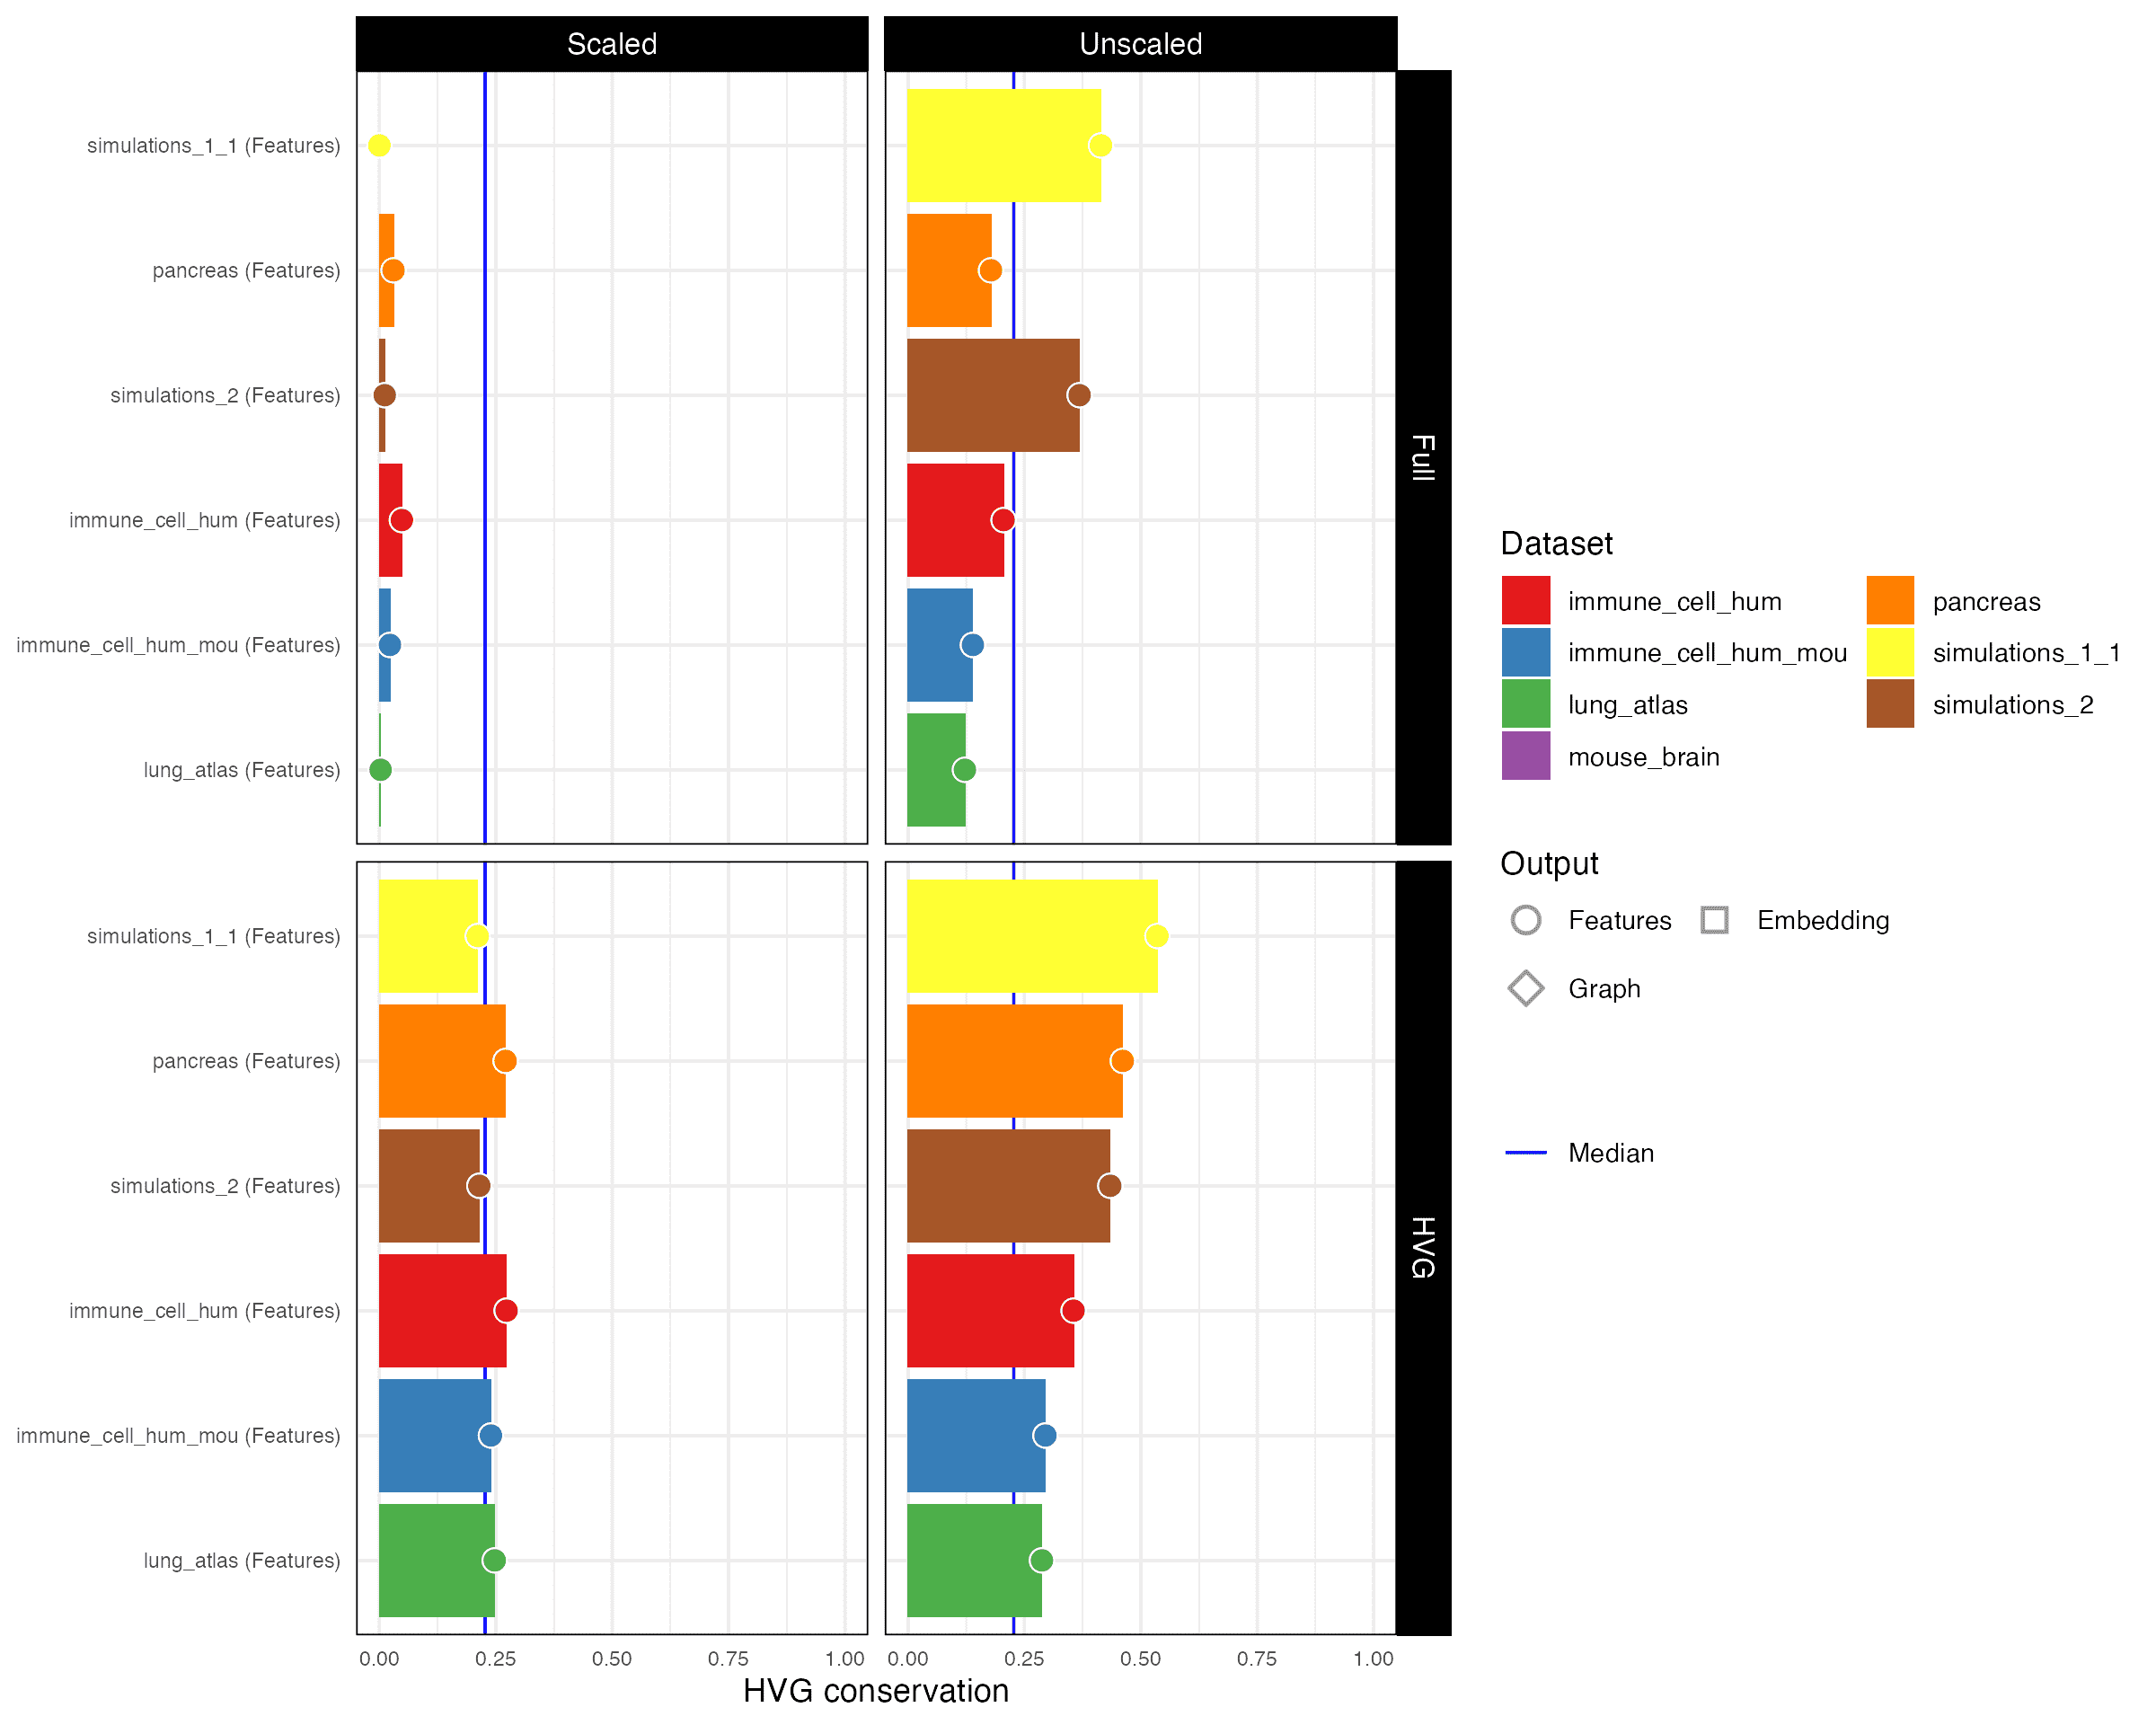 Scaled
Unscaled
simulations_1_1 (Features)
pancreas (Features)
simulations_2 (Features)
immune_cell_hum (Features)
immune_cell_hum_mou (Features)
lung_atlas (Features)
Full
simulations_1_1 (Features)
pancreas (Features)
simulations_2 (Features)
immune_cell_hum (Features)
immune_cell_hum_mou (Features)
lung_atlas (Features)
HVG
0.00 0.25 0.50 0.75 1.00
0.00 0.25 0.50 0.75 1.00
HVG conservation
Dataset
immune_cell_hum
immune_cell_hum_mou
lung_atlas
mouse_brain
pancreas
simulations_1_1
simulations_2
Output
Features
Embedding
Graph
Median